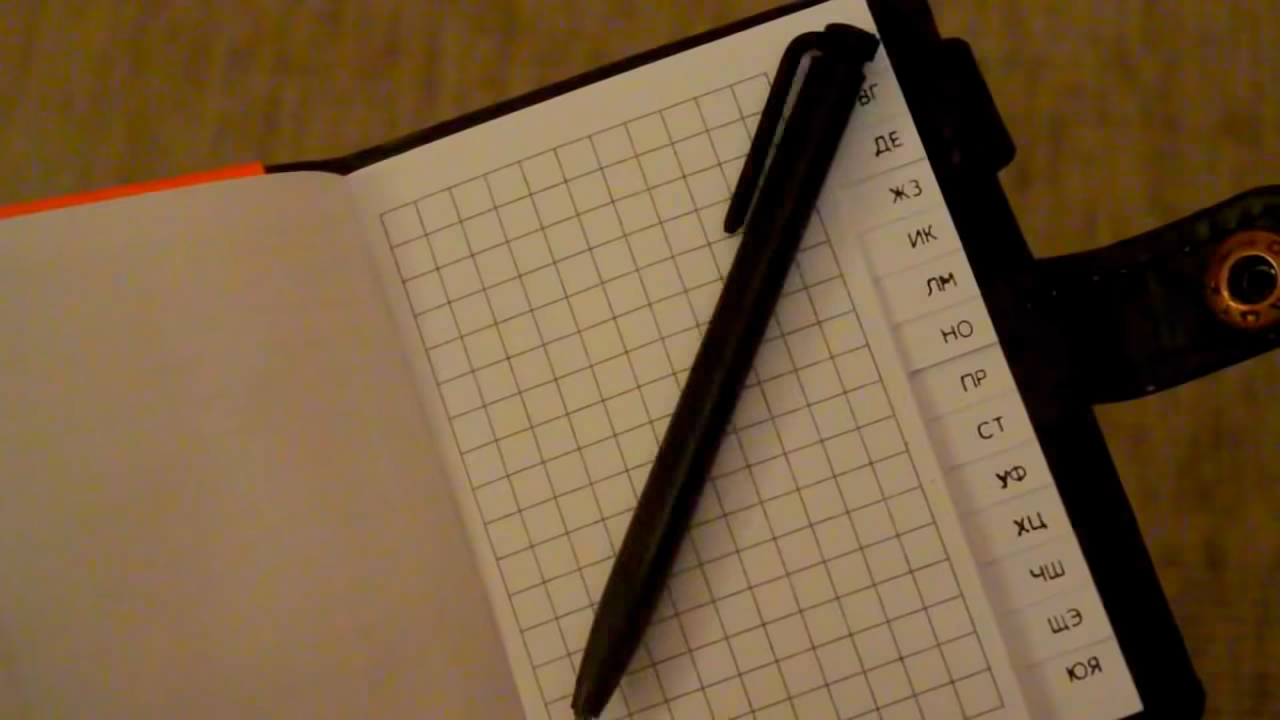 ВГ
ДЕ
ЖЗ
ИК
ЛМ
НО
ПР
СТ
УФ
ХЦ
ЧШ
ЩЭ
ЮЯ